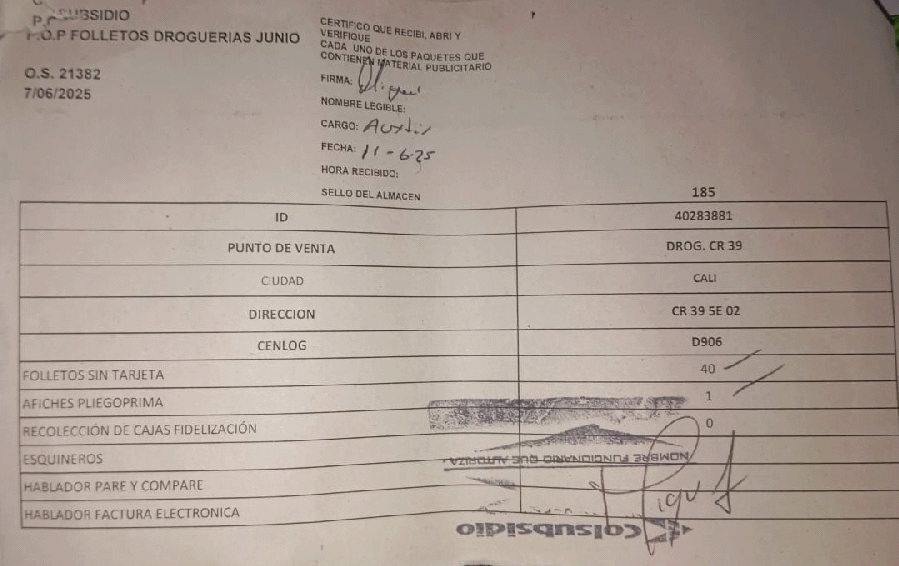 SUBSIDIO
P.O.P FOLLETOS DROGUERIAS JUNIO
O.S. 21382
7/06/2025
CERTIFICO QUE RECIBI, ABRI Y
VERIFIQUE
CADA UNO DE LOS PAQUETES QUE
CONTIENEN MATERIAL PUBLICITARIO
FIRMA:
NOMBRE LEGIBLE:
CARGO:
FECHA: 11-6-25
HORA RECIBIDO:
SELLO DEL ALMACEN
185
ID 40283881
PUNTO DE VENTA DROG. CR 39
CIUDAD CALI
DIRECCION CR 39 5E 02
CENLOG D906
FOLLETOS SIN TARJETA 40
AFICHES PLIEGOPRIMA 1
RECOLECCIÓN DE CAJAS FIDELIZACIÓN 0
ESQUINEROS
HABLADOR PARE Y COMPARE
HABLADOR FACTURA ELECTRONICA
NOMBRE FUNCIONARIO QUE AUTORIZA
Colsubsidio